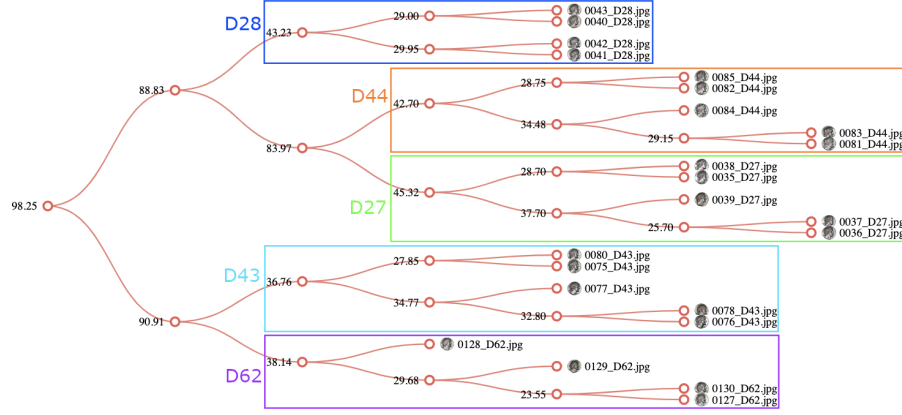 0043_D28.jpg
29.00
D28
0040_D28.jpg
43.23
0042_D28.jpg
29.95
0041_D28.jpg
0085_D44.jpg
28.75
88.83
0082_D44.jpg
D44
42.70
0084_D44.jpg
34.48
0083_D44.jpg
29.15
0081_D44.jpg
83.97
0038_D27.jpg
28.70
0035_D27.jpg
45.32
0039_D27.jpg
98.25
D27
37.70
0037_D27.jpg
25.70
0036_D27.jpg
0080_D43.jpg
27.85
0075_D43.jpg
D43
36.76
0077_D43.jpg
34.77
0078_D43.jpg
32.80
0076_D43.jpg
90.91
0128_D62.jpg
38.14
0129_D62.jpg
D62
29.68
0130_D62.jpg
23.55
0127_D62.jpg